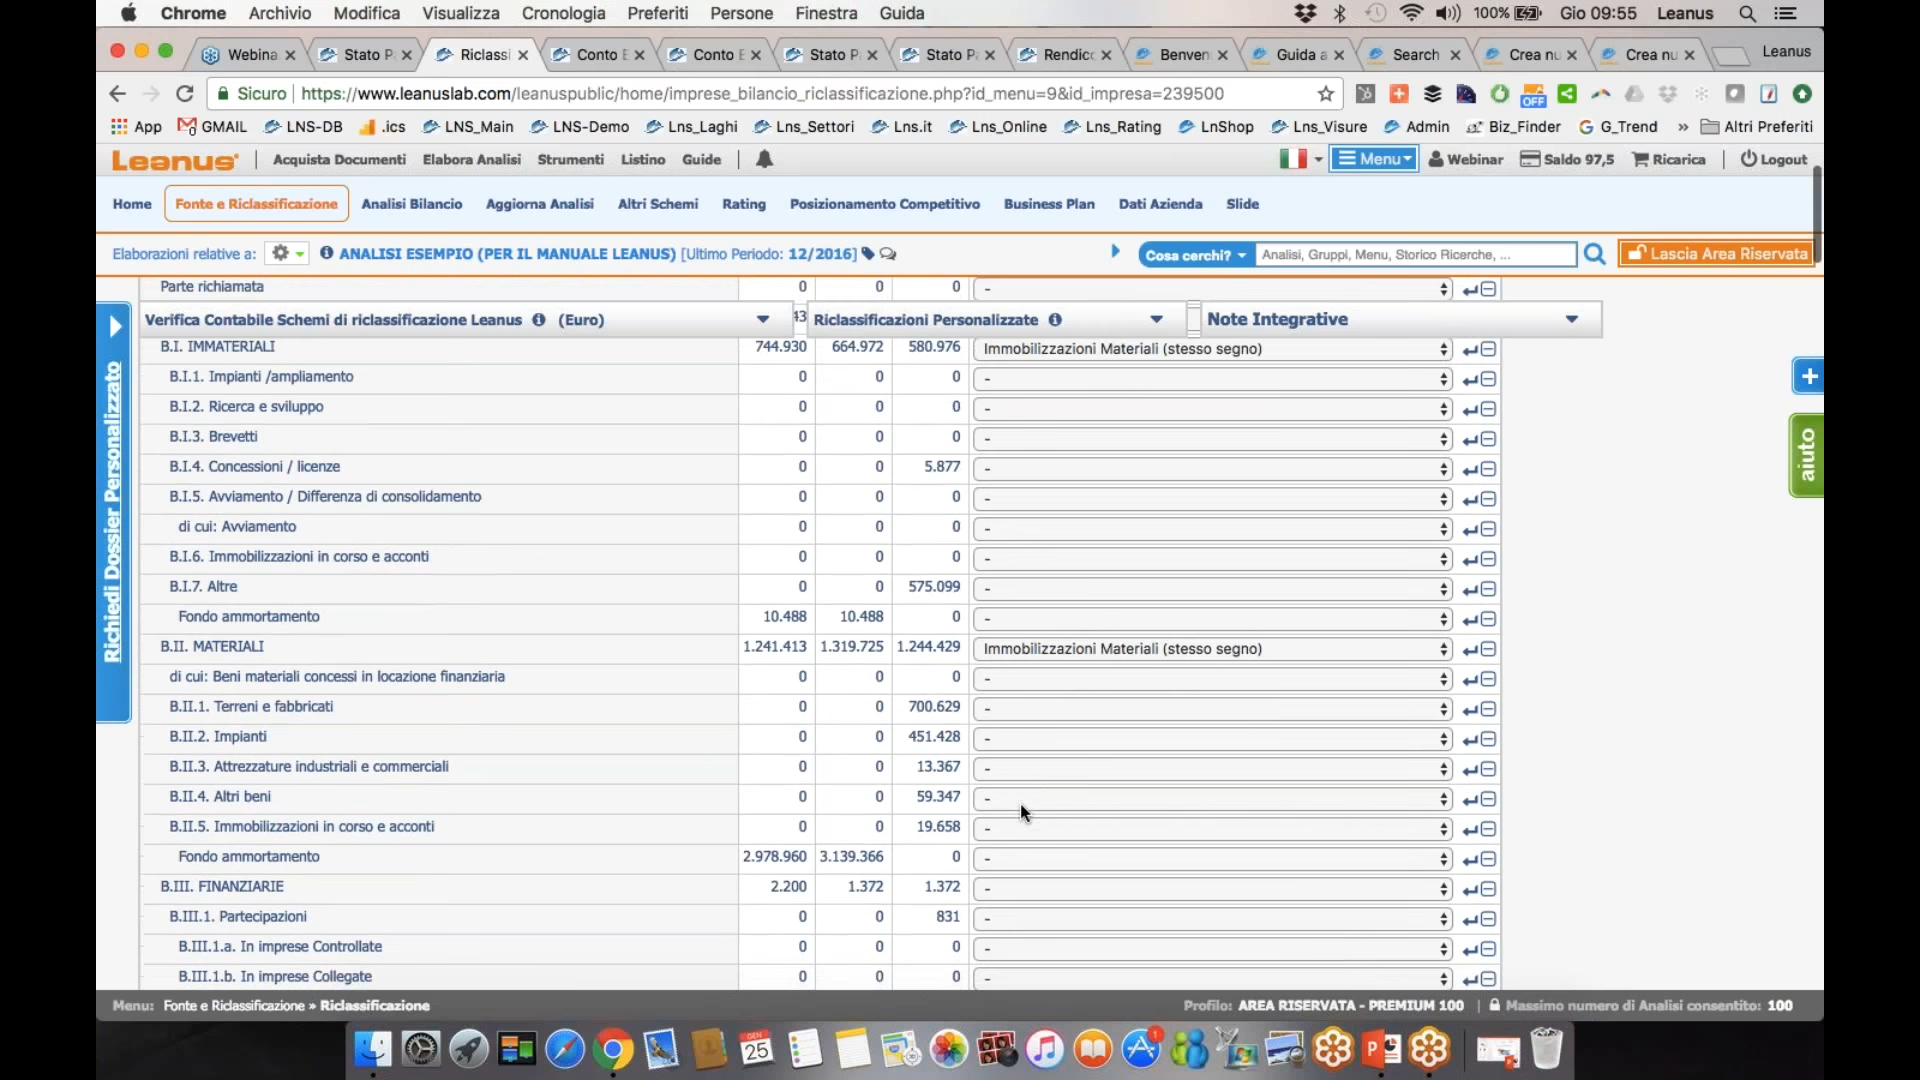 Chrome Archivio Modifica Visualizza Cronologia Preferiti Persone Finestra Guida 100% Gio 09:55 Leanus
Webina Stato P. Riclassi Conto E Conto E Stato P. Stato P. Rendico Benven Guida a Search Crea nu Crea nu Leanus
Sicuro https://www.leanuslab.com/leanuspublic/home/imprese_bilancio_riclassificazione.php?id_menu=9&id_impresa=239500 OFF
App GMAIL LNS-DB .ics LNS_Main LNS-Demo Lns_Laghi Lns_Settori Lns.it Lns_Online Lns_Rating LnShop Lns_Visure Admin Biz_Finder G_Trend » Altri Preferiti
Leanus Acquista Documenti Elabora Analisi Strumenti Listino Guide Menu Webinar Saldo 97,5 Ricarica Logout
Home Fonte e Riclassificazione Analisi Bilancio Aggiorna Analisi Altri Schemi Rating Posizionamento Competitivo Business Plan Dati Azienda Slide
Elaborazioni relative a: ANALISI ESEMPIO (PER IL MANUALE LEANUS) [Ultimo Periodo: 12/2016] Cosa cerchi? Analisi, Gruppi, Menu, Storico Ricerche, ... Lascia Area Riservata
Parte richiamata 0 0 0 -
Verifica Contabile Schemi di riclassificazione Leanus (Euro) 43 Riclassificazioni Personalizzate Note Integrative
B.I. IMMATERIALI 744.930 664.972 580.976 Immobilizzazioni Materiali (stesso segno)
B.I.1. Impianti /ampliamento 0 0 0 -
B.I.2. Ricerca e sviluppo 0 0 0 -
B.I.3. Brevetti 0 0 0 -
B.I.4. Concessioni / licenze 0 0 5.877 -
B.I.5. Avviamento / Differenza di consolidamento 0 0 0 -
di cui: Avviamento 0 0 0 -
B.I.6. Immobilizzazioni in corso e acconti 0 0 0 -
B.I.7. Altre 0 0 575.099 -
Fondo ammortamento 10.488 10.488 0 -
B.II. MATERIALI 1.241.413 1.319.725 1.244.429 Immobilizzazioni Materiali (stesso segno)
di cui: Beni materiali concessi in locazione finanziaria 0 0 0 -
B.II.1. Terreni e fabbricati 0 0 700.629 -
B.II.2. Impianti 0 0 451.428 -
B.II.3. Attrezzature industriali e commerciali 0 0 13.367 -
B.II.4. Altri beni 0 0 59.347 -
B.II.5. Immobilizzazioni in corso e acconti 0 0 19.658 -
Fondo ammortamento 2.978.960 3.139.366 0 -
B.III. FINANZIARIE 2.200 1.372 1.372 -
B.III.1. Partecipazioni 0 0 831 -
B.III.1.a. In imprese Controllate 0 0 0 -
B.III.1.b. In imprese Collegate 0 0 0 -
Richiedi Dossier Personalizzato
+
aiuto
Menu: Fonte e Riclassificazione » Riclassificazione Profilo: AREA RISERVATA - PREMIUM 100 | Massimo numero di Analisi consentito: 100
GEN
25
1